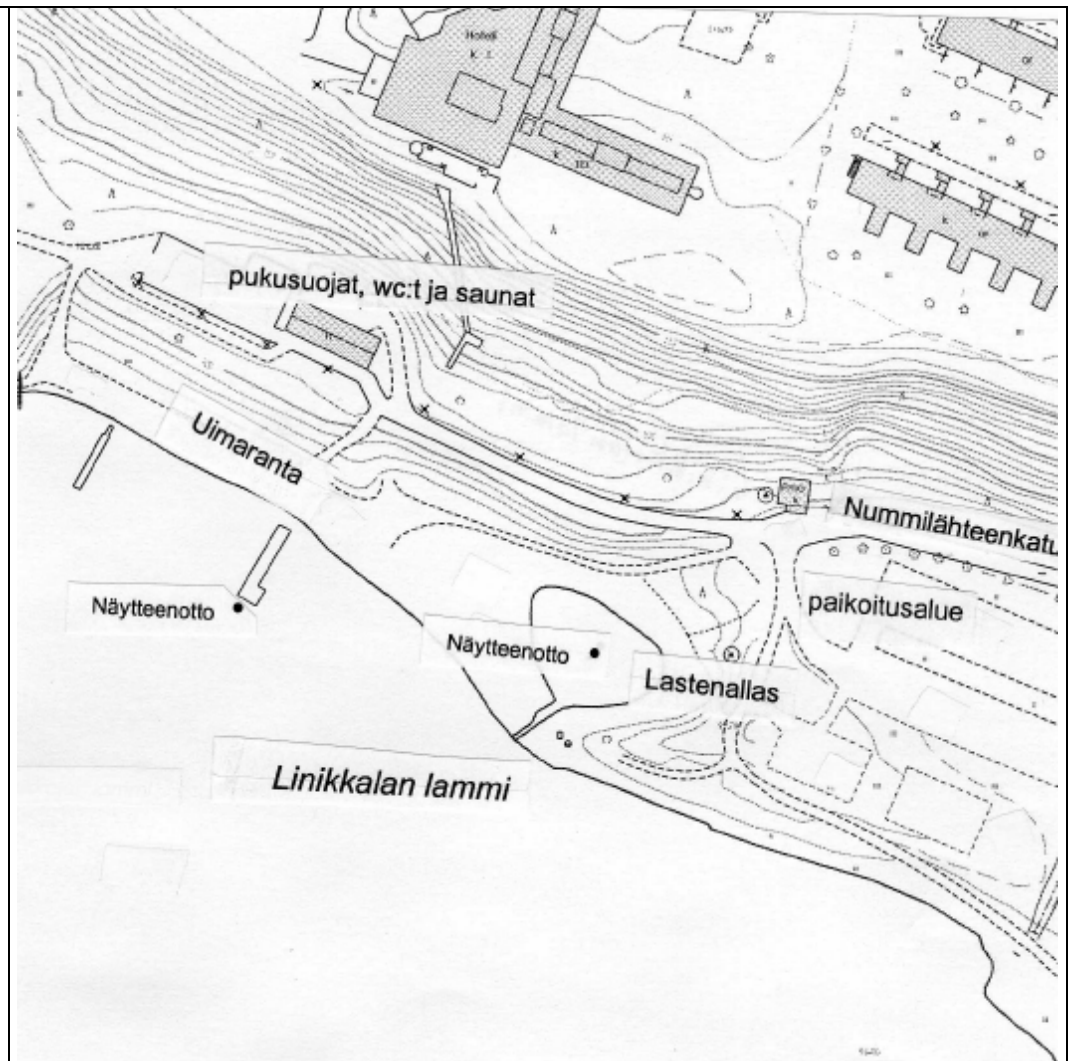 Hotelli
pukusuojat, wc:t ja saunat
Uimaranta
Nummilähteenkatu
Näytteenotto
paikoitusalue
Näytteenotto
Lastenallas
Linikkalan lammi